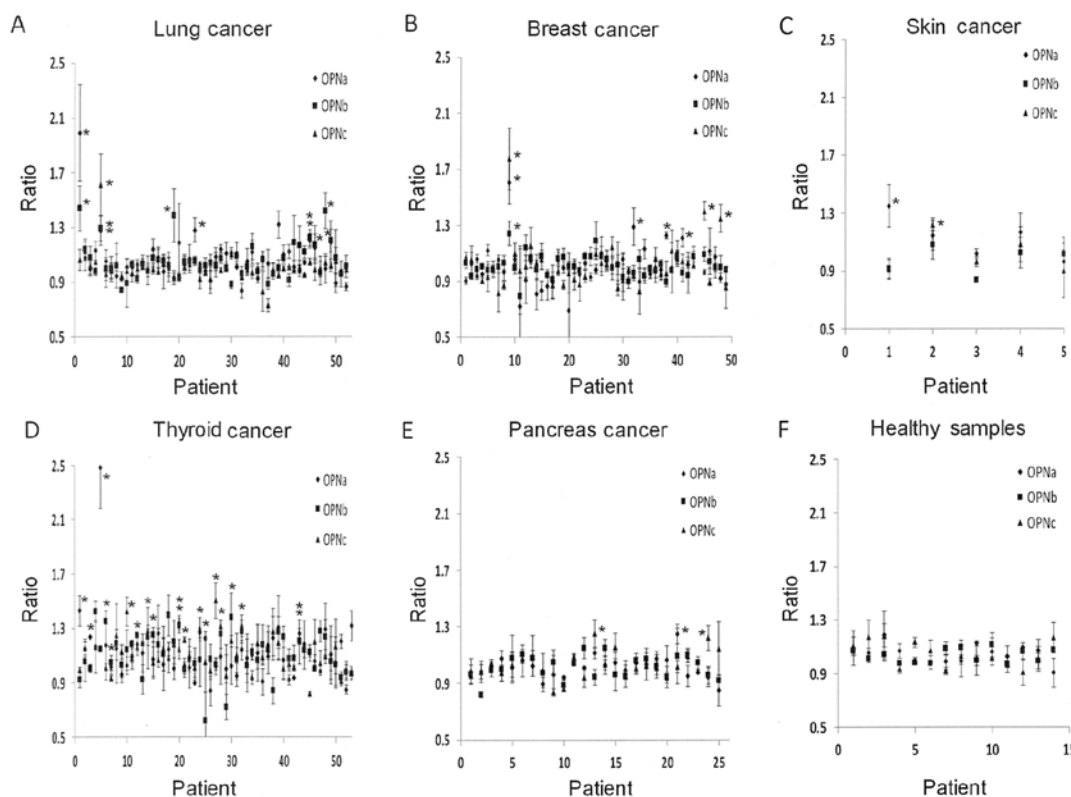 A
Lung cancer
2.5
2.1
1.7
1.3
0.9
0.5
Ratio
OPNa
OPNb
OPNc
* * * * * * * * * * * *
0 10 20 30 40 50
Patient
B
Breast cancer
2.5
2.1
1.7
1.3
0.9
0.5
Ratio
OPNa
OPNb
OPNc
* * * * * * * *
0 10 20 30 40 50
Patient
C
Skin cancer
2.5
2.1
1.7
1.3
0.9
0.5
Ratio
OPNa
OPNb
OPNc
* *
0 1 2 3 4 5
Patient
D
Thyroid cancer
2.5
2.1
1.7
1.3
0.9
0.5
Ratio
OPNa
OPNb
OPNc
* * * * * * * * * * * * * * * * * *
0 10 20 30 40 50
Patient
E
Pancreas cancer
2.5
2.1
1.7
1.3
0.9
0.5
Ratio
OPNa
OPNb
OPNc
* * *
0 5 10 15 20 25
Patient
F
Healthy samples
2.5
2.1
1.7
1.3
0.9
0.5
Ratio
OPNa
OPNb
OPNc
0 5 10 15
Patient